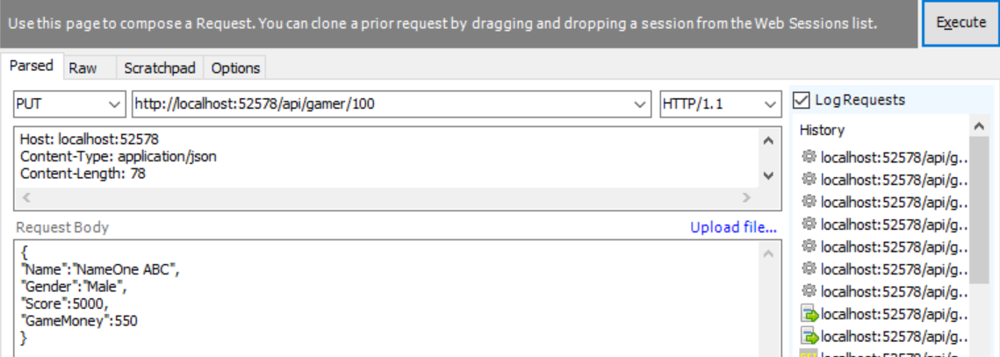 Use this page to compose a Request. You can clone a prior request by dragging and dropping a session from the Web Sessions list.
Execute
Parsed Raw Scratchpad Options
PUT http://localhost:52578/api/gamer/100 HTTP/1.1
Log Requests
Host: localhost:52578
Content-Type: application/json
Content-Length: 78
History
localhost:52578/api/g...
localhost:52578/api/g...
localhost:52578/api/g...
localhost:52578/api/g...
localhost:52578/api/g...
localhost:52578/api/g...
localhost:52578/api/g...
localhost:52578/api/g...
localhost:52578/api/g...
localhost:52578/api/g...
Request Body
Upload file...
{
"Name":"NameOne ABC",
"Gender":"Male",
"Score":5000,
"GameMoney":550
}